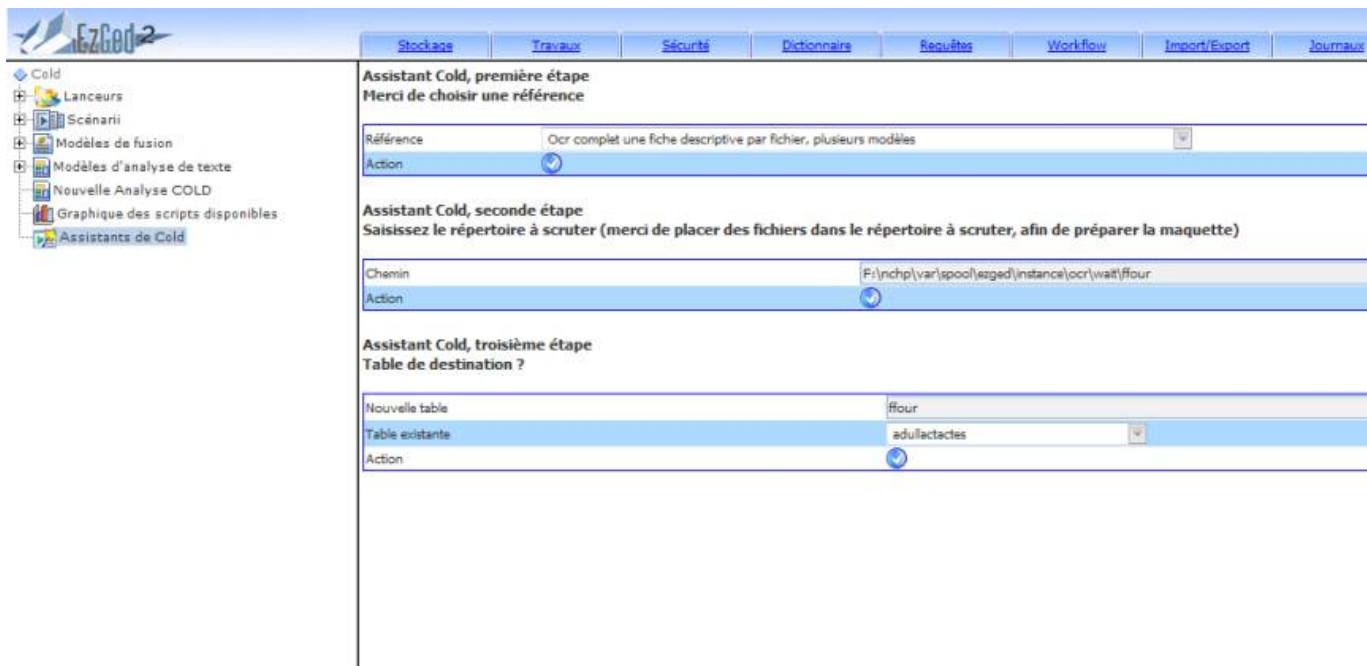 EzGed 2
Stockage Travaux Sécurité Dictionnaire Requêtes Workflow Import/Export Journaux
Cold
Lanceurs
Scénarii
Modèles de fusion
Modèles d'analyse de texte
Nouvelle Analyse COLD
Graphique des scripts disponibles
Assistants de Cold
Assistant Cold, première étape
Merci de choisir une référence
Référence Ocr complet une fiche descriptive par fichier, plusieurs modèles
Action
Assistant Cold, seconde étape
Saisissez le répertoire à scruter (merci de placer des fichiers dans le répertoire à scruter, afin de préparer la maquette)
Chemin F:\nchp\var\spool\ezged\instance\ocr\wait\ffour
Action
Assistant Cold, troisième étape
Table de destination ?
Nouvelle table ffour
Table existante adullactactes
Action